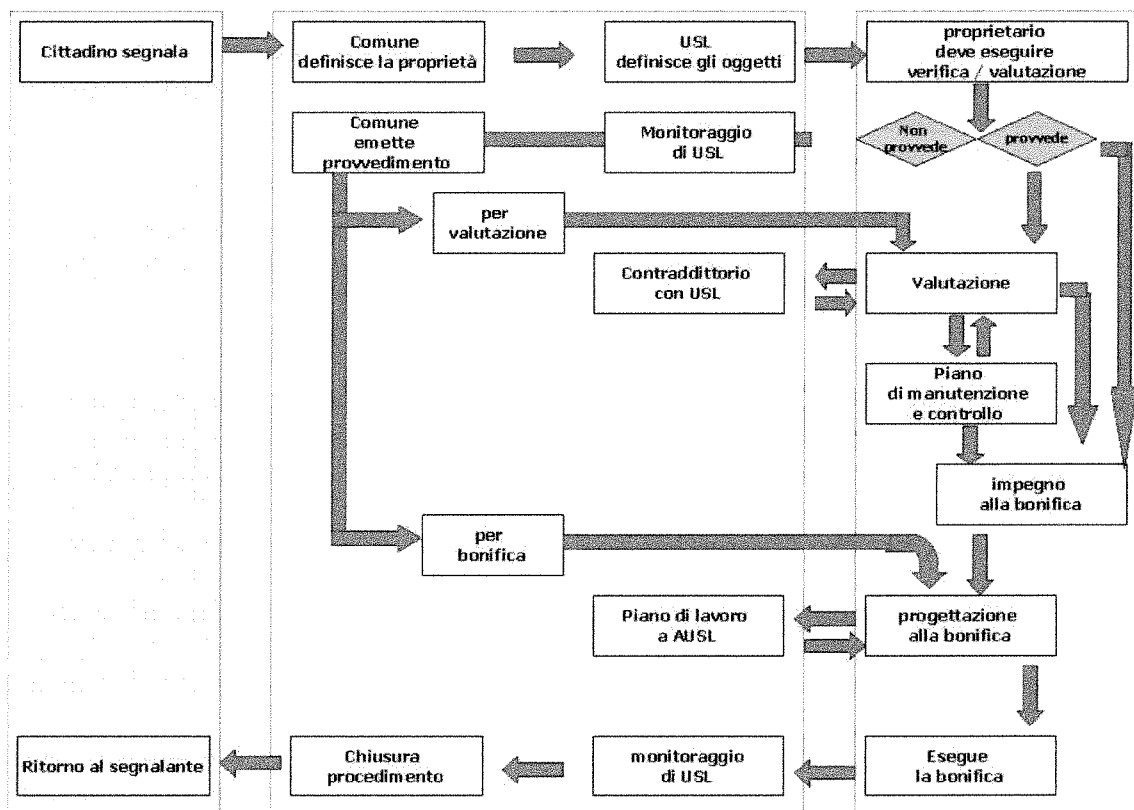 Cittadino segnala
Comune
definisce la proprietà
USL
definisce gli oggetti
proprietario
deve eseguire
verifica / valutazione
Comune
emette
provvedimento
Monitoraggio
di USL
Non
provvede
provvede
per
valutazione
Contraddittorio
con USL
Valutazione
Piano
di manutenzione
e controllo
impegno
alla bonifica
per
bonifica
Piano di lavoro
a AUSL
progettazione
alla bonifica
Ritorno al segnalante
Chiusura
procedimento
monitoraggio
di USL
Esegue
la bonifica